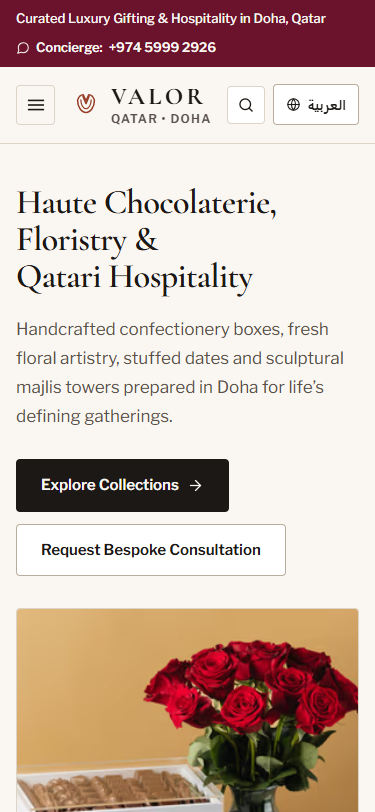 Curated Luxury Gifting & Hospitality in Doha, Qatar
Concierge: +974 5999 2926
VALOR
QATAR • DOHA
العربية
Haute Chocolaterie,
Floristry &
Qatari Hospitality
Handcrafted confectionery boxes, fresh
floral artistry, stuffed dates and sculptural
majlis towers prepared in Doha for life's
defining gatherings.
Explore Collections →
Request Bespoke Consultation